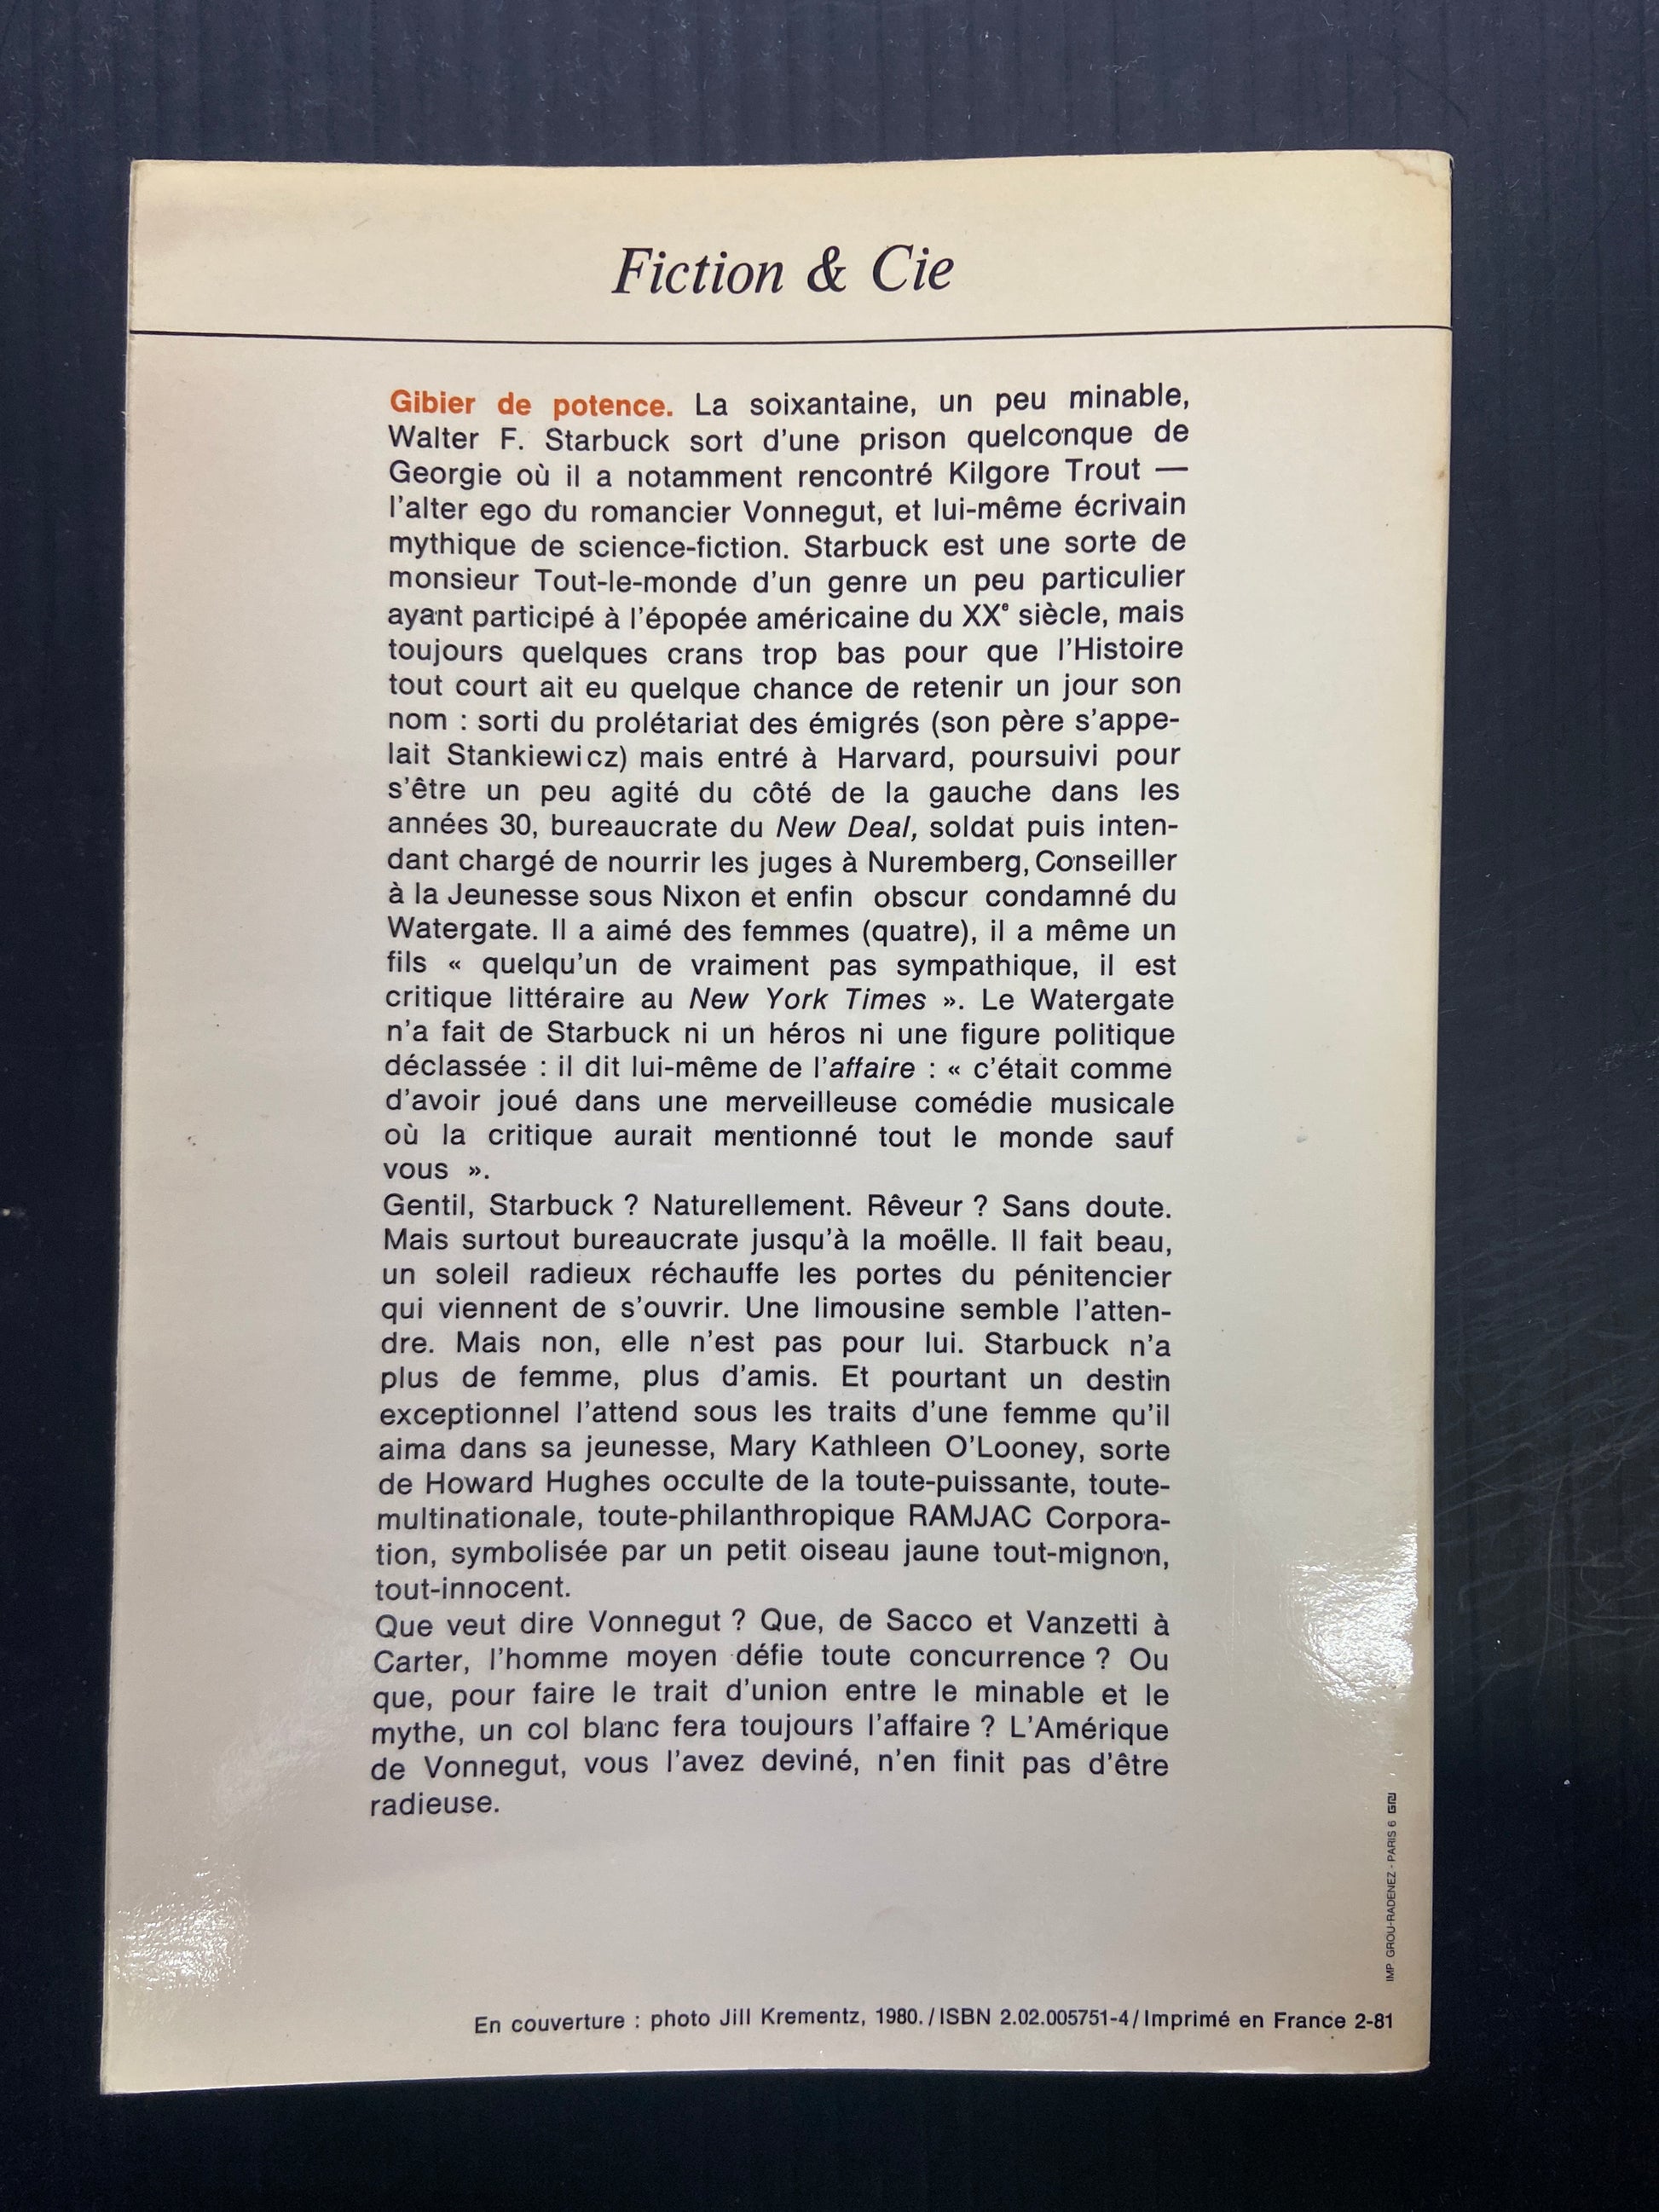 Fiction & Cie
Gibier de potence. La soixantaine, un peu minable,
Walter F. Starbuck sort d'une prison quelconque de
Georgie où il a notamment rencontré Kilgore Trout —
l'alter ego du romancier Vonnegut, et lui-même écrivain
mythique de science-fiction. Starbuck est une sorte de
monsieur Tout-le-monde d'un genre un peu particulier
ayant participé à l'épopée américaine du XXᵉ siècle, mais
toujours quelques crans trop bas pour que l'Histoire
tout court ait eu quelque chance de retenir un jour son
nom : sorti du prolétariat des émigrés (son père s'appe-
lait Stankiewicz) mais entré à Harvard, poursuivi pour
s'être un peu agité du côté de la gauche dans les
années 30, bureaucrate du New Deal, soldat puis inten-
dant chargé de nourrir les juges à Nuremberg, Conseiller
à la Jeunesse sous Nixon et enfin obscur condamné du
Watergate. Il a aimé des femmes (quatre), il a même un
fils « quelqu'un de vraiment pas sympathique, il est
critique littéraire au New York Times ». Le Watergate
n'a fait de Starbuck ni un héros ni une figure politique
déclassée : il dit lui-même de l'affaire : « c'était comme
d'avoir joué dans une merveilleuse comédie musicale
où la critique aurait mentionné tout le monde sauf
vous ».
Gentil, Starbuck ? Naturellement. Rêveur ? Sans doute.
Mais surtout bureaucrate jusqu'à la moëlle. Il fait beau,
un soleil radieux réchauffe les portes du pénitencier
qui viennent de s'ouvrir. Une limousine semble l'atten-
dre. Mais non, elle n'est pas pour lui. Starbuck n'a
plus de femme, plus d'amis. Et pourtant un destin
exceptionnel l'attend sous les traits d'une femme qu'il
aima dans sa jeunesse, Mary Kathleen O'Looney, sorte
de Howard Hughes occulte de la toute-puissante, toute-
multinationale, toute-philanthropique RAMJAC Corpora-
tion, symbolisée par un petit oiseau jaune tout-mignon,
tout-innocent.
Que veut dire Vonnegut ? Que, de Sacco et Vanzetti à
Carter, l'homme moyen défie toute concurrence ? Ou
que, pour faire le trait d'union entre le minable et le
mythe, un col blanc fera toujours l'affaire ? L'Amérique
de Vonnegut, vous l'avez deviné, n'en finit pas d'être
radieuse.
IMP. GROU-RADENEZ - PARIS 6
En couverture : photo Jill Krementz, 1980. / ISBN 2.02.005751-4 / Imprimé en France 2-81